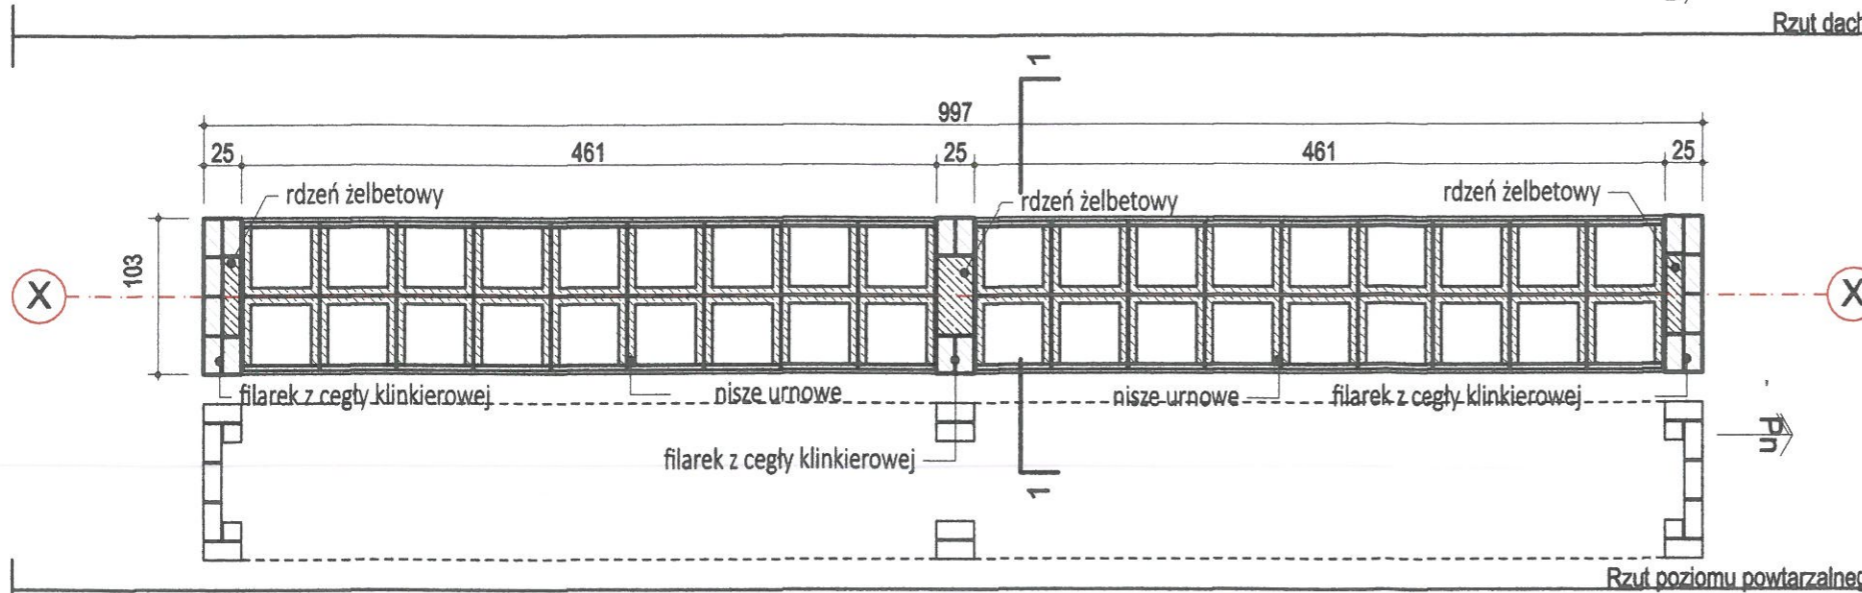 Rzut dach
1
997
25
461
25
461
25
rdzeń żelbetowy
rdzeń żelbetowy
rdzeń żelbetowy
103
X
X
filarek z cegły klinkierowej
nisze urnowe
nisze urnowe
filarek z cegły klinkierowej
Pn
filarek z cegły klinkierowej
1
Rzut poziomu powtarzalneg